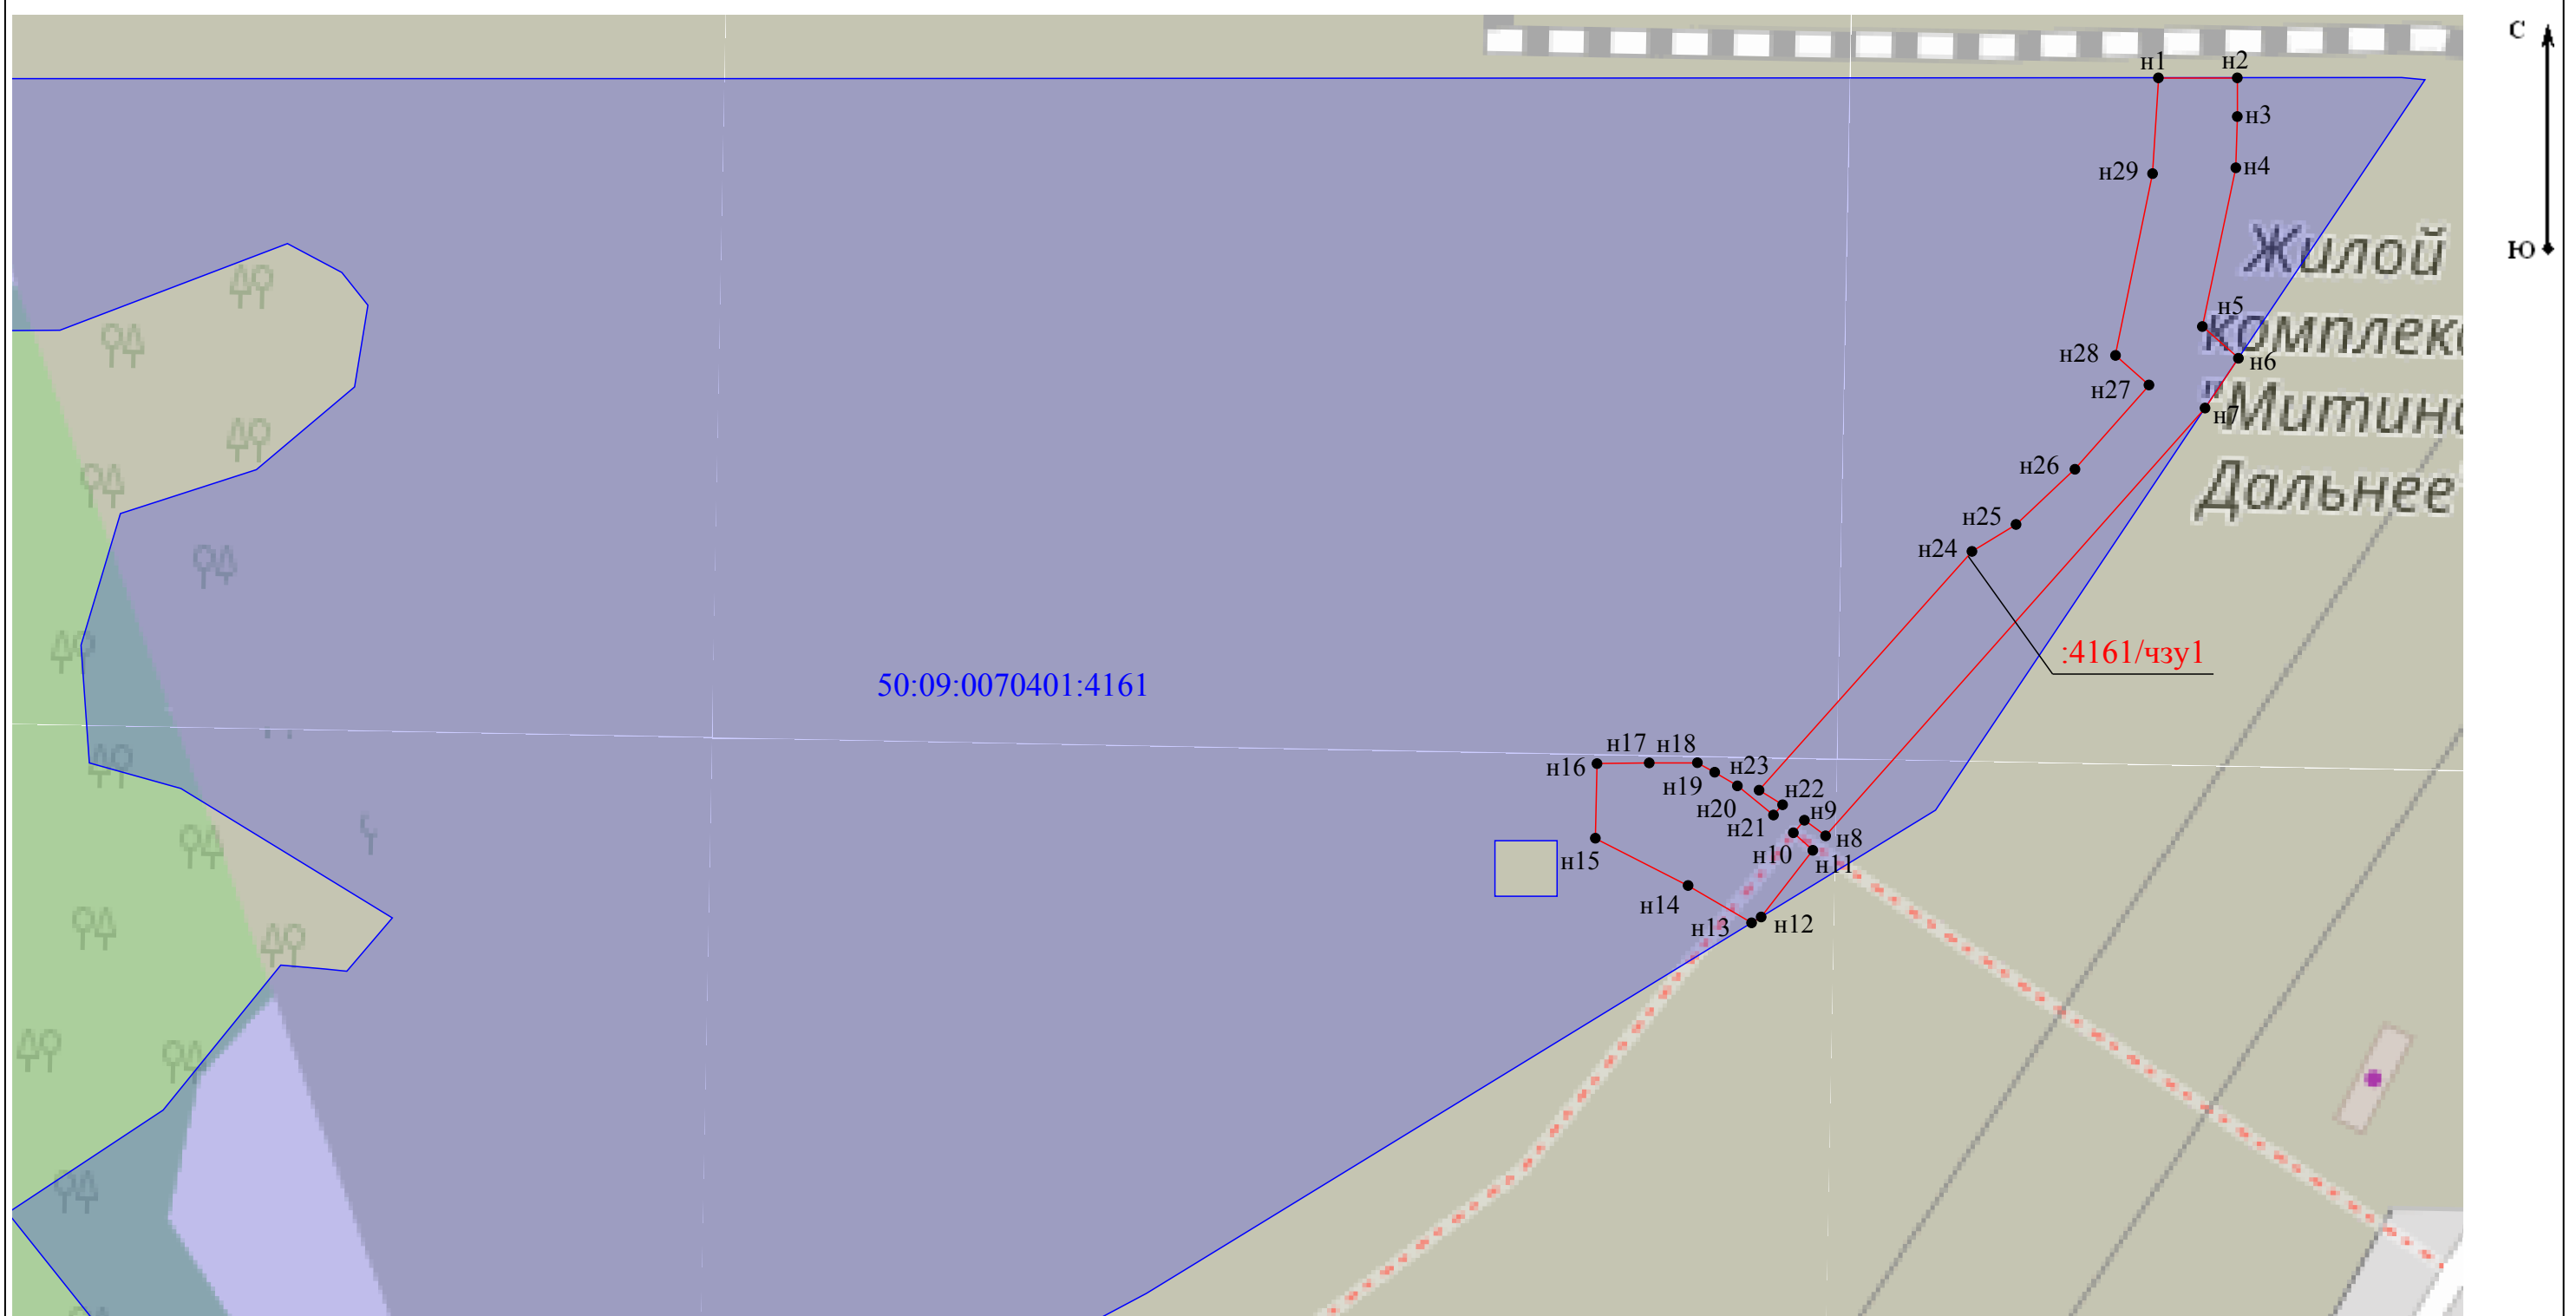 С
н1 н2
н3
н29 н4
Жилой
Ю
н5
комплекс
н28 н6
н27
"Митино
н7
н26
Дальнее"
н25
н24
:4161/чзу1
50:09:0070401:4161
н17 н18
н16 н23
н19 н22
н20 н9
н21 н8
н10 н11
н15
н14
н13 н12